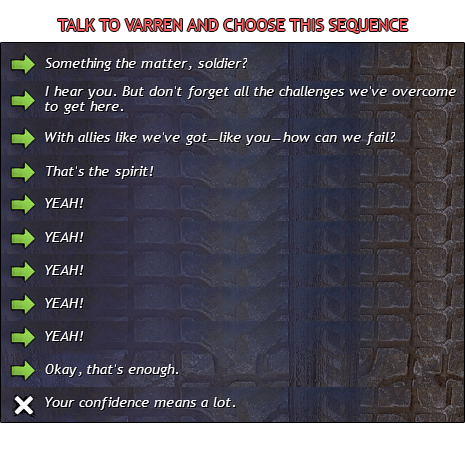 TALK TO VARREN AND CHOOSE THIS SEQUENCE
Something the matter, soldier?
I hear you. But don't forget all the challenges we've overcome
to get here.
With allies like we've got—like you—how can we fail?
That's the spirit!
YEAH!
YEAH!
YEAH!
YEAH!
YEAH!
Okay, that's enough.
Your confidence means a lot.